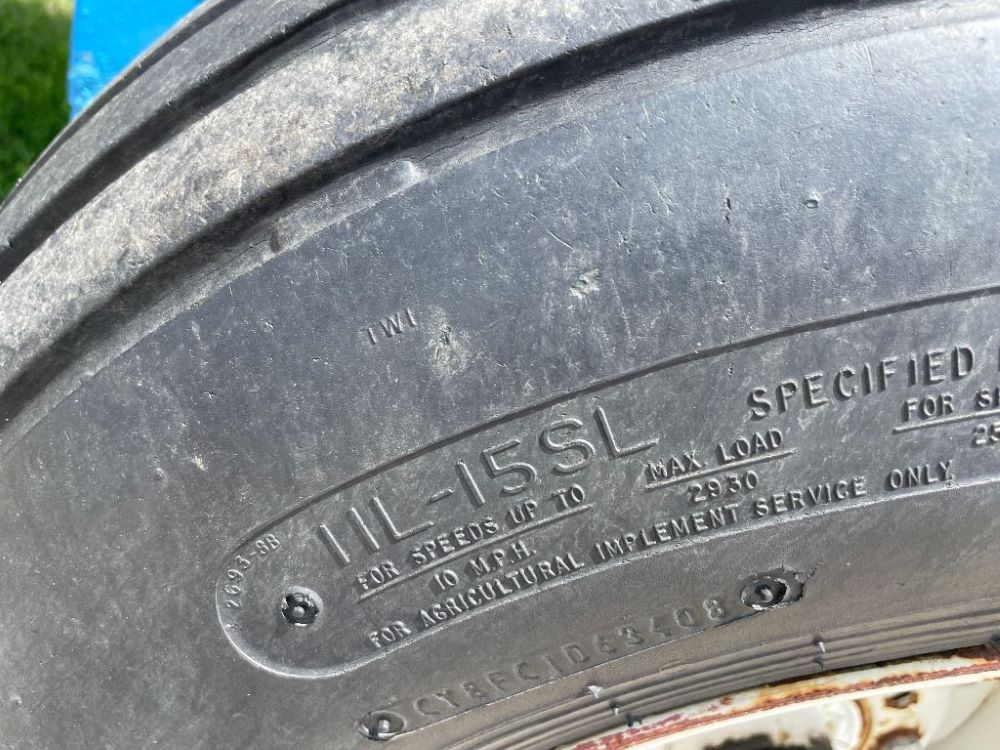 TWI
11L-15SL
SPECIFIED
FOR SPEEDS UP TO
10 M.P.H.
MAX. LOAD
2930
FOR
25
FOR AGRICULTURAL IMPLEMENT SERVICE ONLY.
2693-8B
CY8FC1D63408